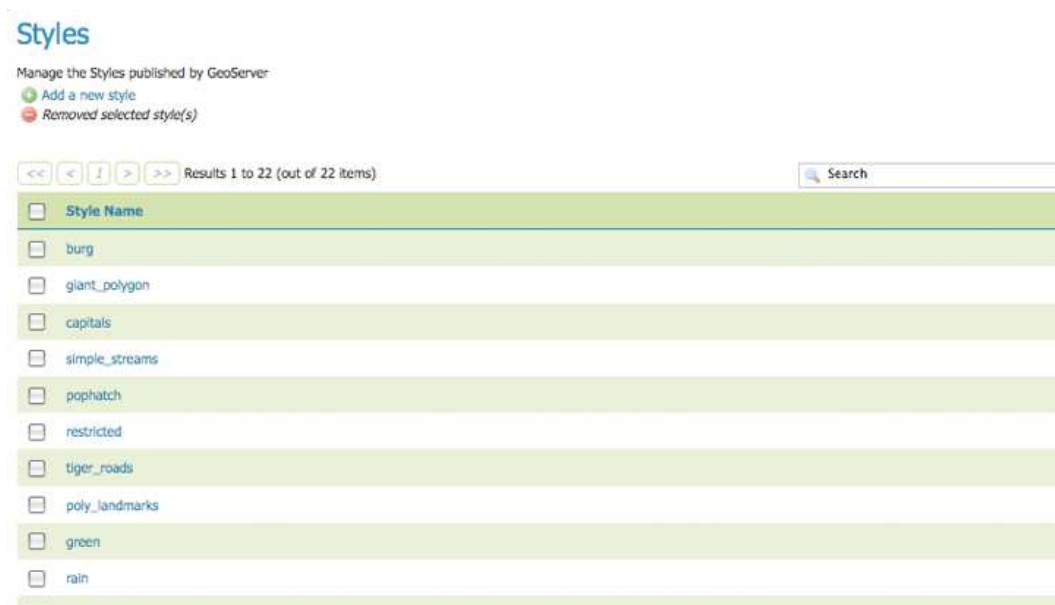 Styles
Manage the Styles published by GeoServer
Add a new style
Removed selected style(s)
<< < 1 > >> Results 1 to 22 (out of 22 items) Search
Style Name
burg
giant_polygon
capitals
simple_streams
pophatch
restricted
tiger_roads
poly_landmarks
green
rain